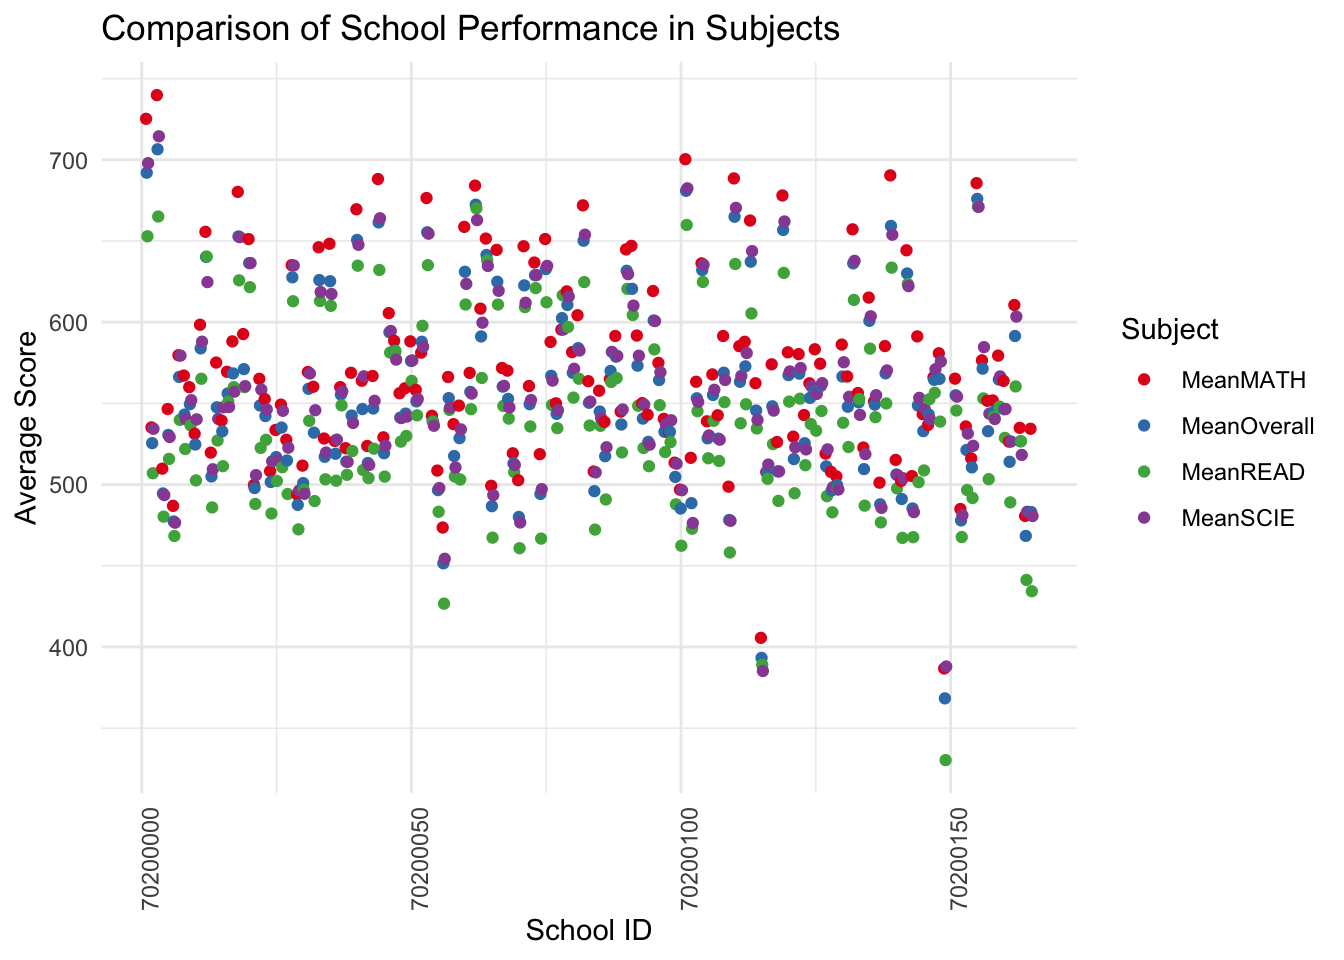 Comparison of School Performance in Subjects
Average Score
700
600
500
400
70200000
70200050
70200100
70200150
School ID
Subject
MeanMATH
MeanOverall
MeanREAD
MeanSCIE